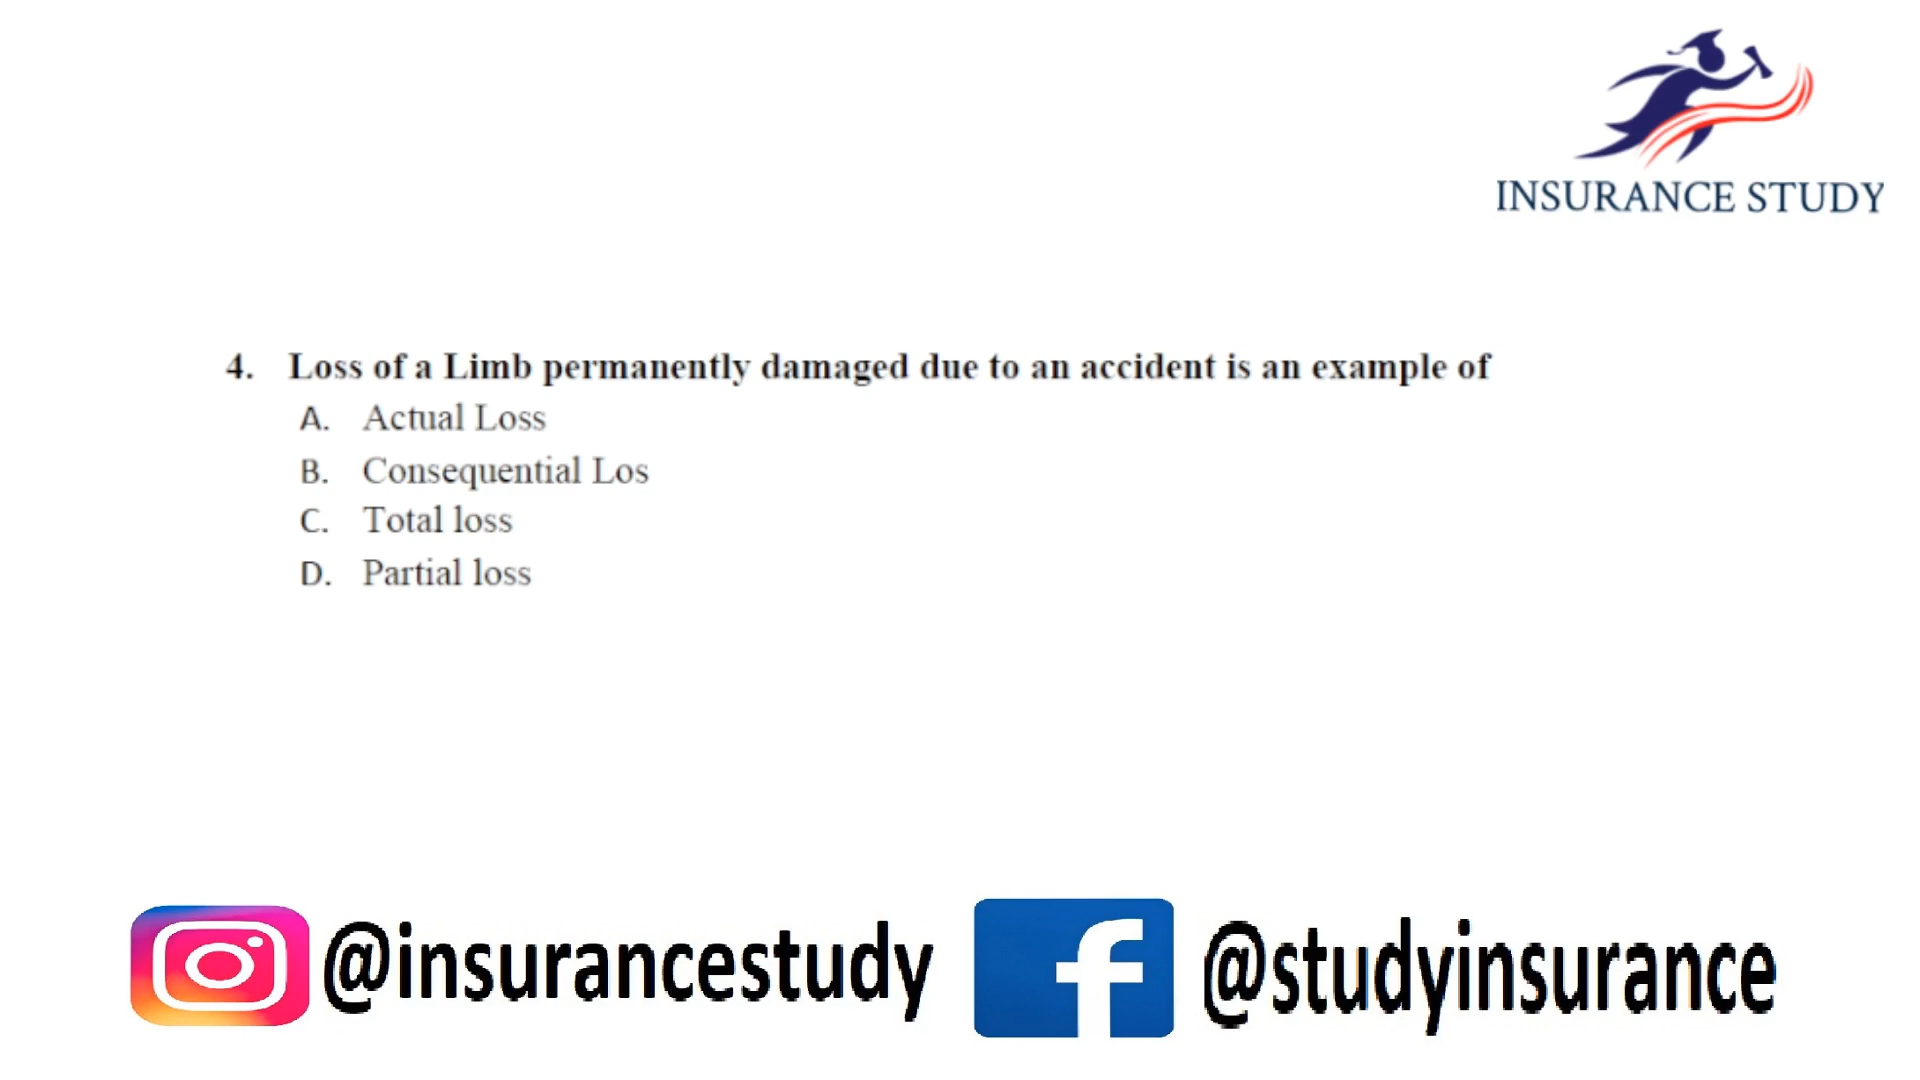 INSURANCE STUDY
4. Loss of a Limb permanently damaged due to an accident is an example of
A. Actual Loss
B. Consequential Los
C. Total loss
D. Partial loss
@insurancestudy
@studyinsurance